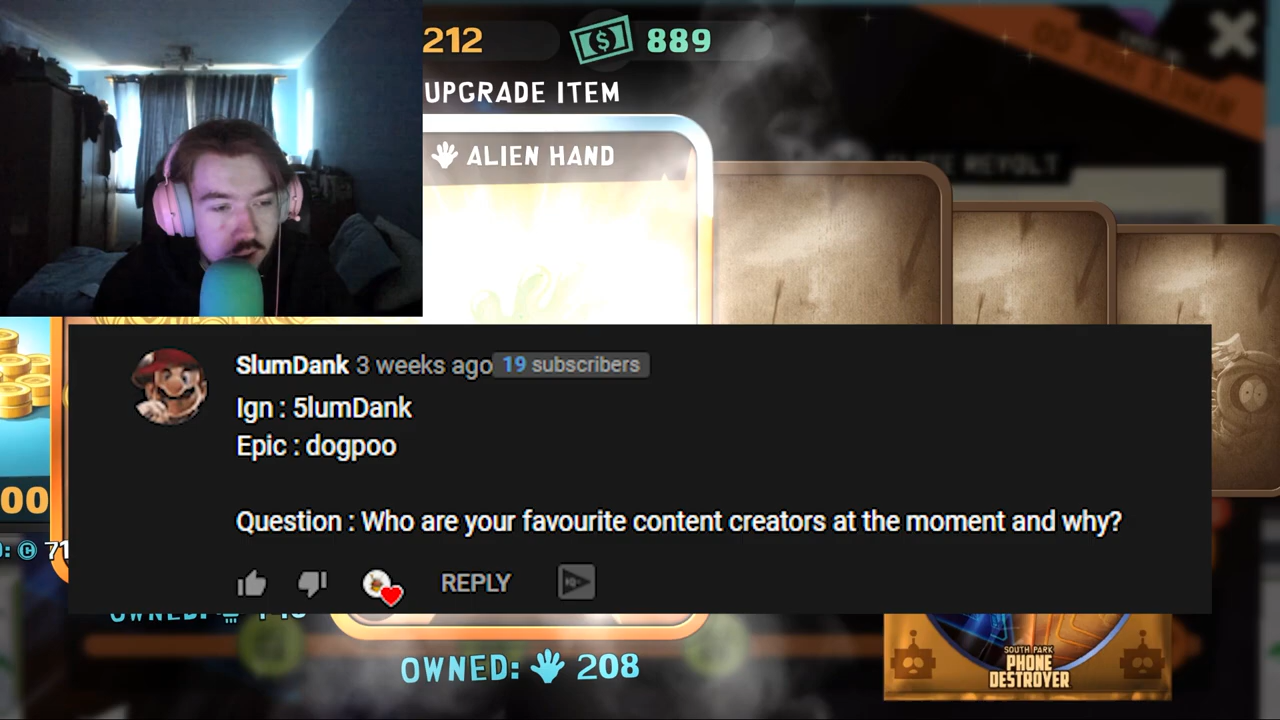 212
889
UPGRADE ITEM
ALIEN HAND
SlumDank 3 weeks ago 19 subscribers
Ign : 5lumDank
Epic : dogpoo
Question : Who are your favourite content creators at the moment and why?
REPLY
OWNED: 208
SOUTH PARK
PHONE
DESTROYER